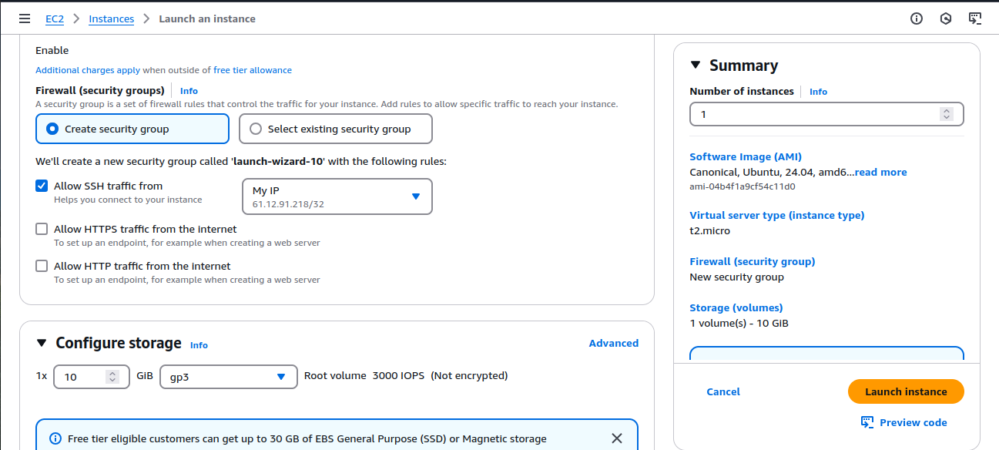 EC2 > Instances > Launch an instance
Enable
Additional charges apply when outside of free tier allowance
Firewall (security groups) Info
A security group is a set of firewall rules that control the traffic for your instance. Add rules to allow specific traffic to reach your instance.
Create security group
Select existing security group
We'll create a new security group called 'launch-wizard-10' with the following rules:
Allow SSH traffic from
Helps you connect to your instance
My IP
61.12.91.218/32
Allow HTTPS traffic from the internet
To set up an endpoint, for example when creating a web server
Allow HTTP traffic from the internet
To set up an endpoint, for example when creating a web server
Configure storage Info
Advanced
1x 10 GiB gp3 Root volume 3000 IOPS (Not encrypted)
Free tier eligible customers can get up to 30 GB of EBS General Purpose (SSD) or Magnetic storage
Summary
Number of instances Info
1
Software Image (AMI)
Canonical, Ubuntu, 24.04, amd6...read more
ami-04b4f1a9cf54c11d0
Virtual server type (instance type)
t2.micro
Firewall (security group)
New security group
Storage (volumes)
1 volume(s) - 10 GiB
Cancel
Launch instance
Preview code